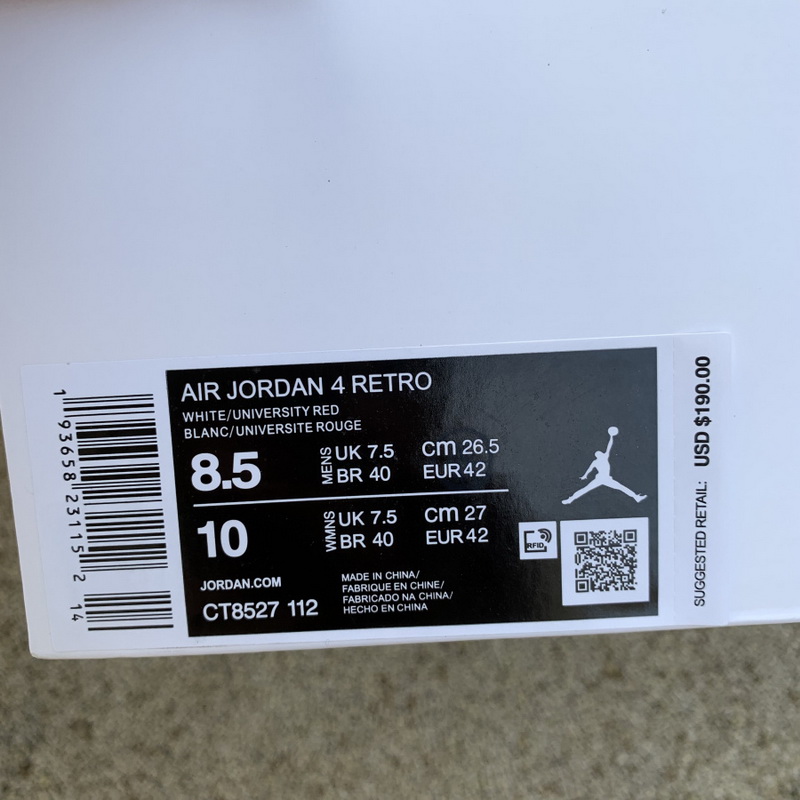 AIR JORDAN 4 RETRO
WHITE/UNIVERSITY RED
BLANC/UNIVERSITE ROUGE
8.5 MENS UK 7.5 cm 26.5
BR 40 EUR 42
10 WMNS UK 7.5 cm 27
BR 40 EUR 42
JORDAN.COM
CT8527 112
MADE IN CHINA/
FABRIQUE EN CHINE/
FABRICADO NA CHINA/
HECHO EN CHINA
RFID
1 93658 23115 2 14
SUGGESTED RETAIL: USD $190.00